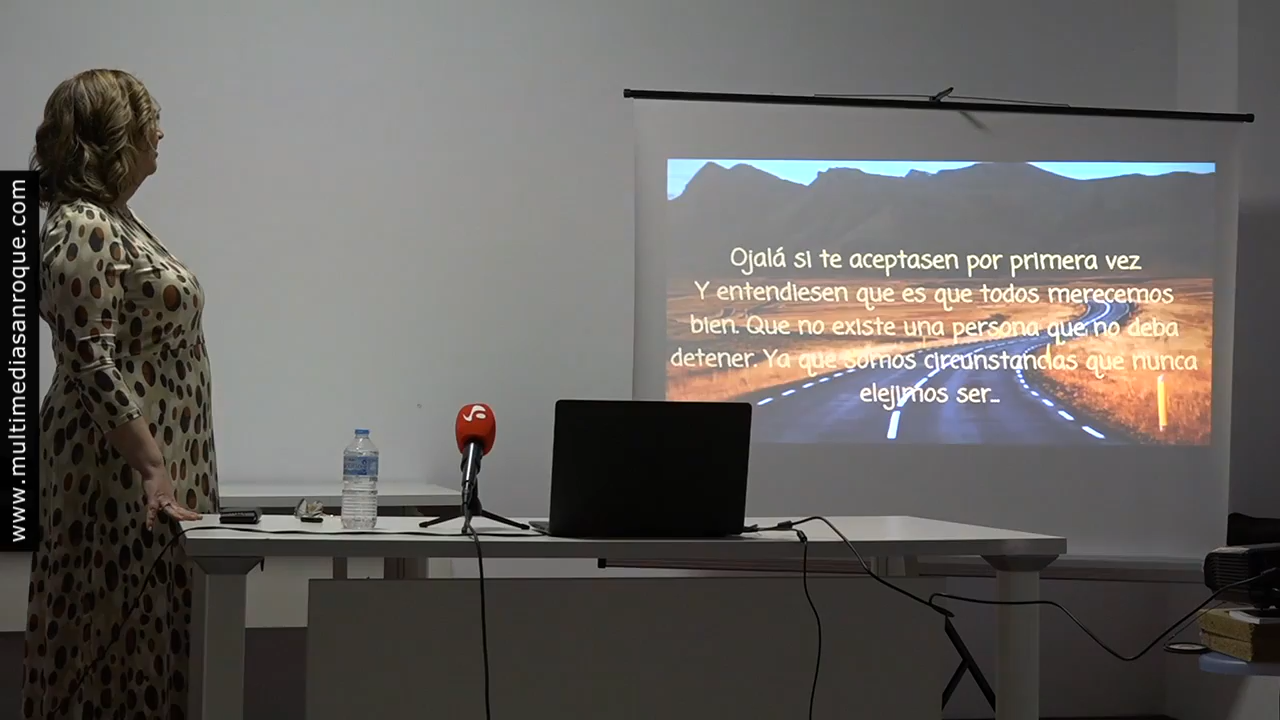 www.multimediasanroque.com
Ojalá si te aceptasen por primera vez
Y entendiesen que es que todos merecemos
bien. Que no existe una persona que no deba
detener. Ya que somos circunstancias que nunca
elejimos ser...